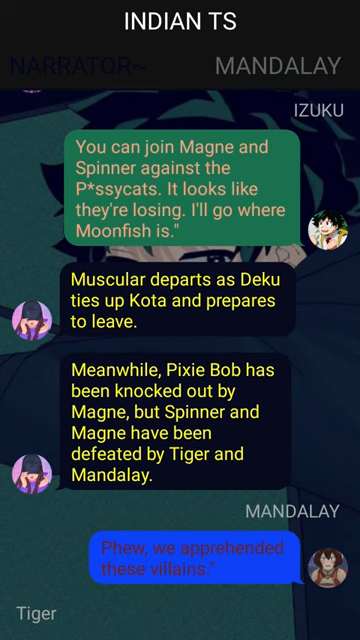 INDIAN TS
NARRATOR~
MANDALAY
IZUKU
You can join Magne and
Spinner against the
P*ssycats. It looks like
they're losing. I'll go where
Moonfish is."
Muscular departs as Deku
ties up Kota and prepares
to leave.
Meanwhile, Pixie Bob has
been knocked out by
Magne, but Spinner and
Magne have been
defeated by Tiger and
Mandalay.
MANDALAY
Phew, we apprehended
these villains."
Tiger